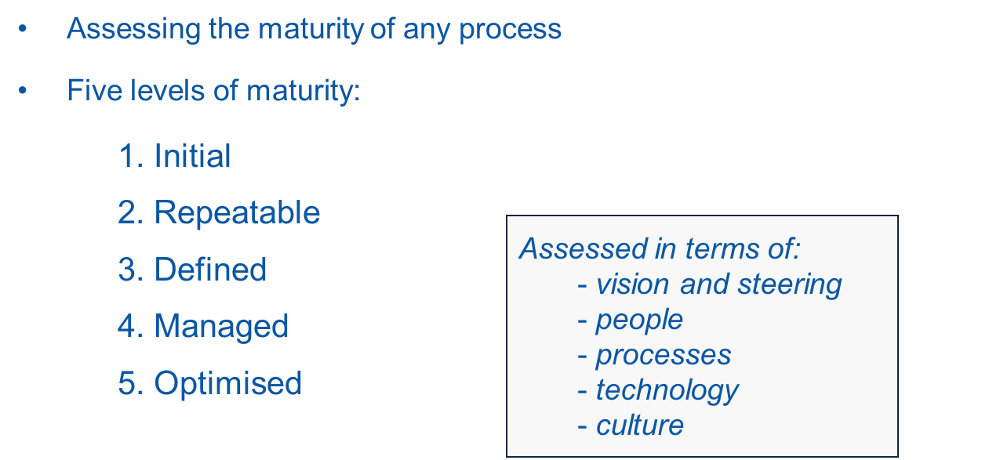 • Assessing the maturity of any process
• Five levels of maturity:
1. Initial
2. Repeatable
3. Defined
4. Managed
5. Optimised
Assessed in terms of:
- vision and steering
- people
- processes
- technology
- culture